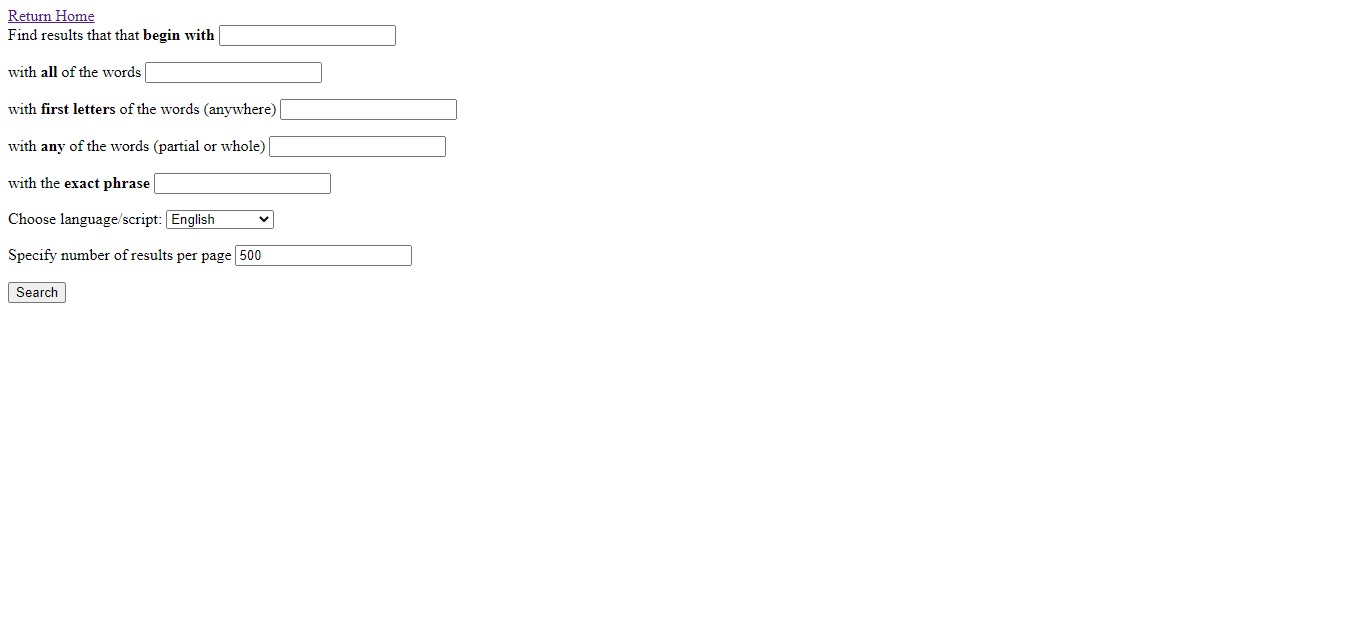 Return Home
Find results that that begin with
with all of the words
with first letters of the words (anywhere)
with any of the words (partial or whole)
with the exact phrase
Choose language/script: English
Specify number of results per page 500
Search